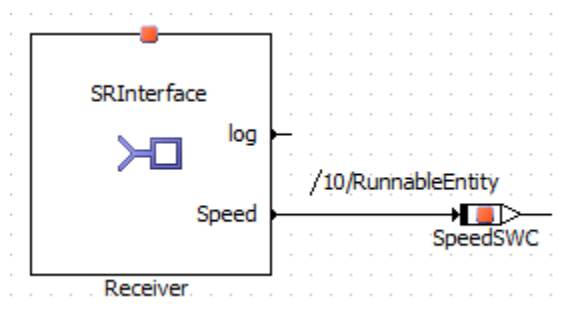 SRInterface
log
/10/RunnableEntity
Speed
SpeedSWC
Receiver